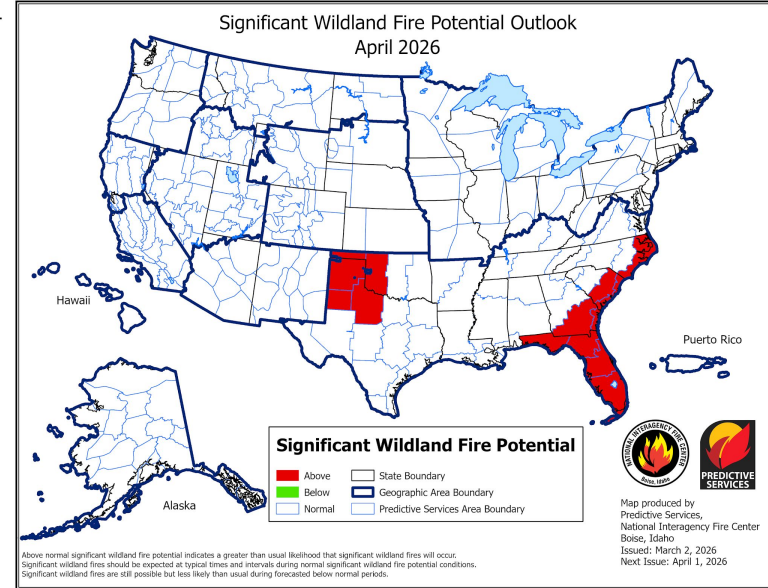 Significant Wildland Fire Potential Outlook
April 2026
Hawaii
Puerto Rico
Alaska
Significant Wildland Fire Potential
Above
State Boundary
Below
Geographic Area Boundary
Normal
Predictive Services Area Boundary
NATIONAL INTERAGENCY FIRE CENTER
Boise, Idaho
PREDICTIVE
SERVICES
Map produced by
Predictive Services,
National Interagency Fire Center
Boise, Idaho
Issued: March 2, 2026
Next Issue: April 1, 2026
Above normal significant wildland fire potential indicates a greater than usual likelihood that significant wildland fires will occur.
Significant wildland fires should be expected at typical times and intervals during normal significant wildland fire potential conditions.
Significant wildland fires are still possible but less likely than usual during forecasted below normal periods.